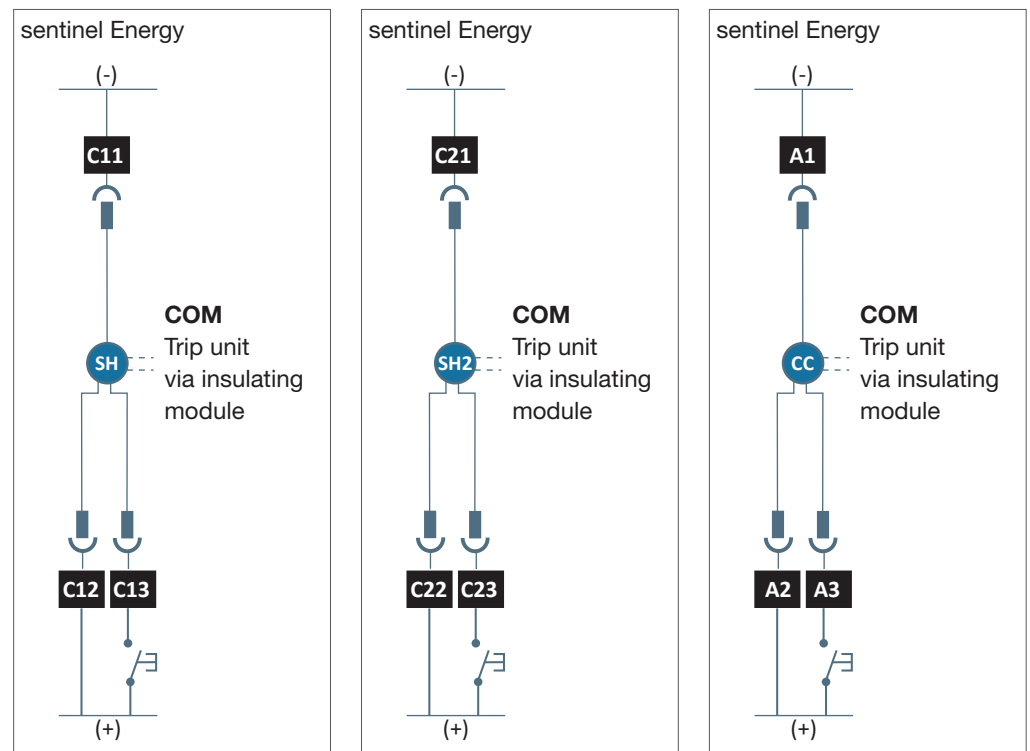 sentinel Energy
(-)
C11
SH
COM
Trip unit
via insulating
module
C12 C13
(+)
sentinel Energy
(-)
C21
SH2
COM
Trip unit
via insulating
module
C22 C23
(+)
sentinel Energy
(-)
A1
CC
COM
Trip unit
via insulating
module
A2 A3
(+)